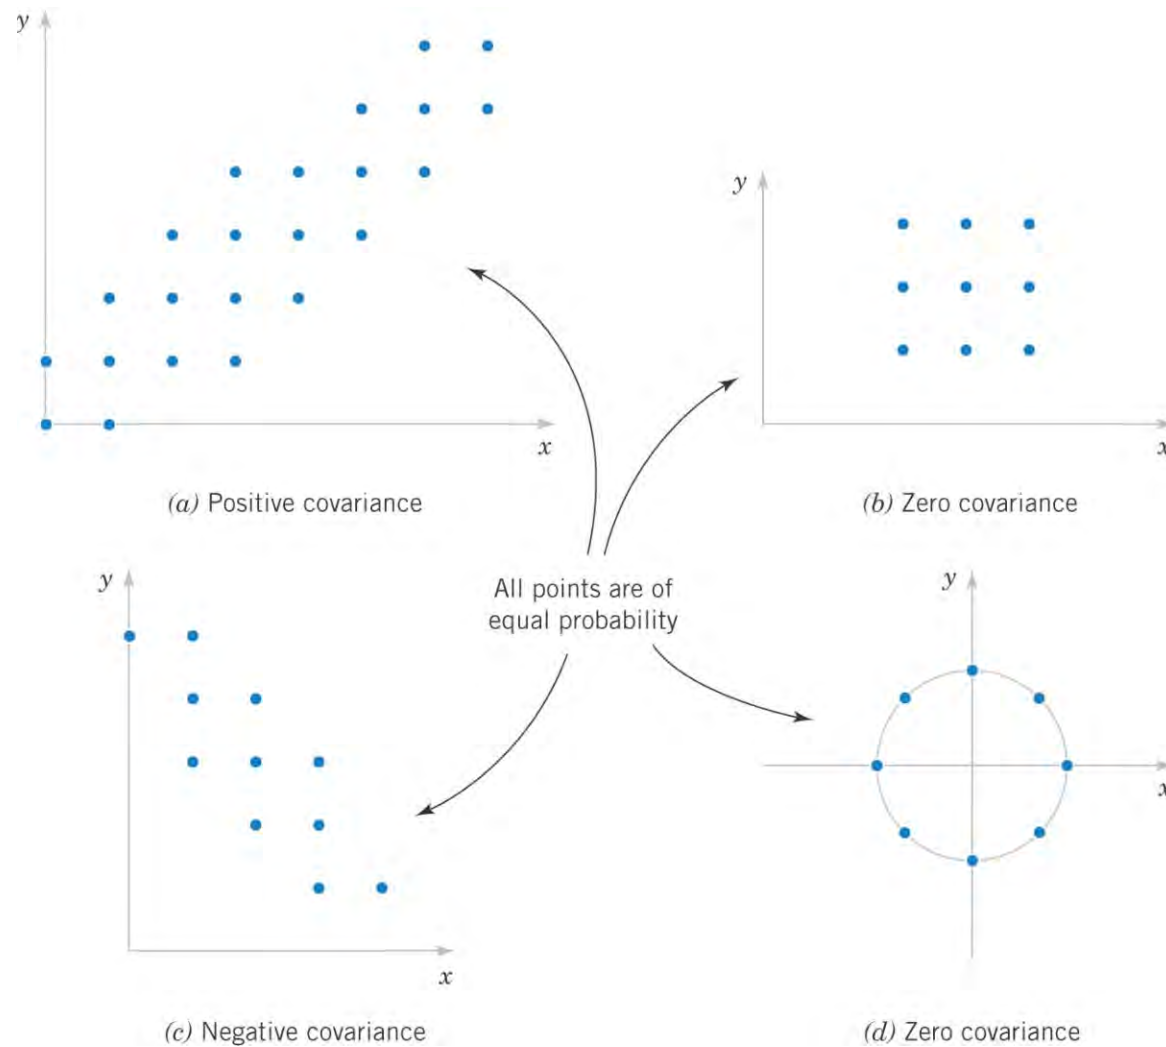 y
x
(a) Positive covariance
y
x
(b) Zero covariance
All points are of
equal probability
y
x
(c) Negative covariance
y
x
(d) Zero covariance